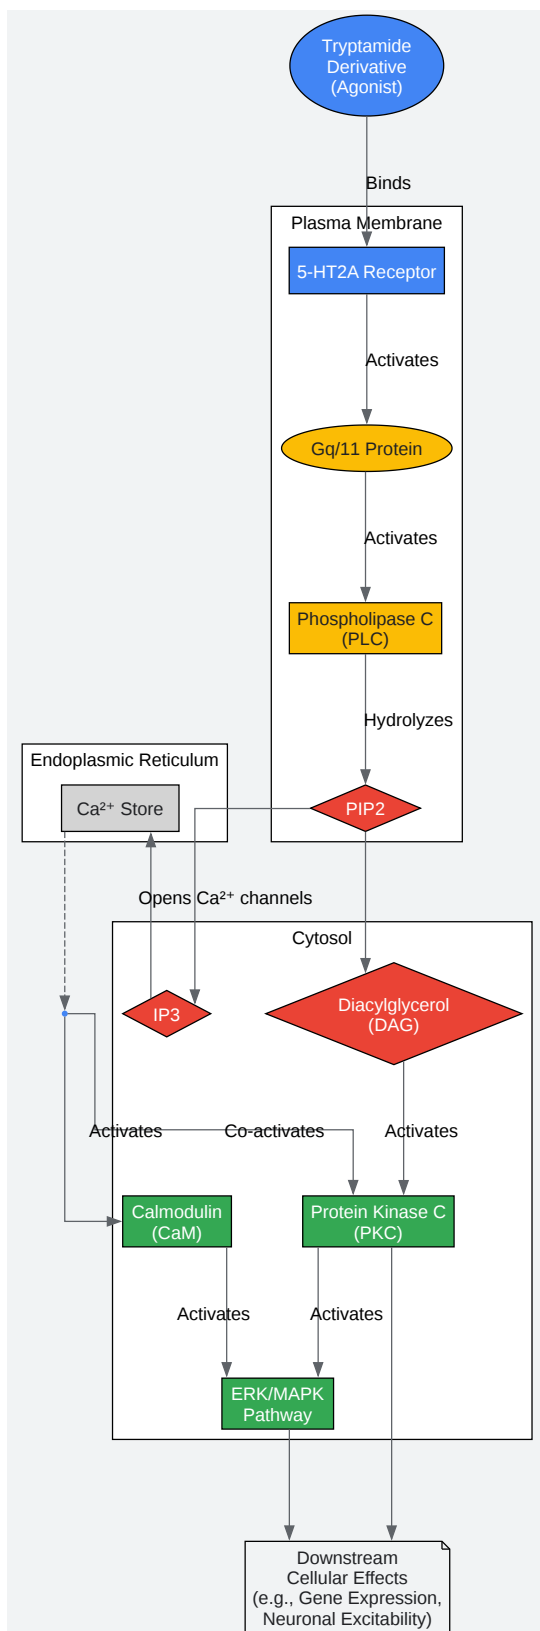 Tryptamide
Derivative
(Agonist)
Binds
Plasma Membrane
5-HT2A Receptor
Activates
Gq/11 Protein
Activates
Phospholipase C
(PLC)
Hydrolyzes
Endoplasmic Reticulum
Ca²⁺ Store
PIP2
Opens Ca²⁺ channels
Cytosol
IP3
Diacylglycerol
(DAG)
Activates
Co-activates
Activates
Calmodulin
(CaM)
Protein Kinase C
(PKC)
Activates
Activates
ERK/MAPK
Pathway
Downstream
Cellular Effects
(e.g., Gene Expression,
Neuronal Excitability)